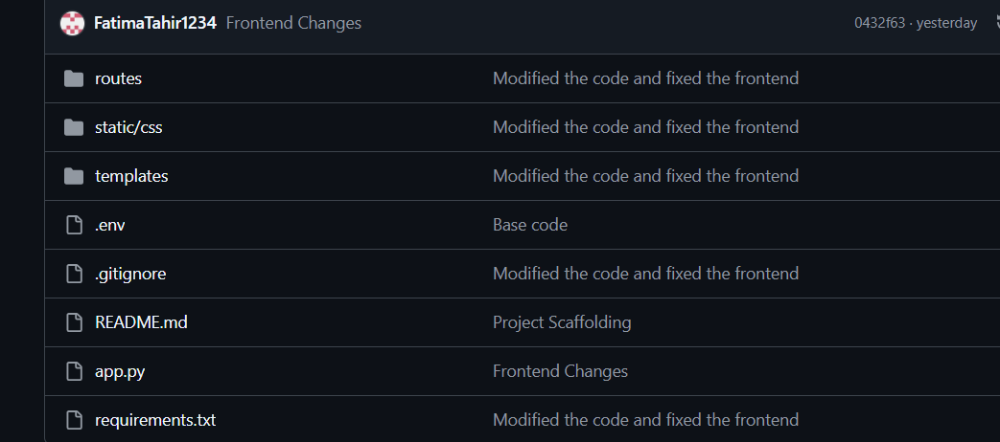 FatimaTahir1234 Frontend Changes 0432f63 · yesterday
routes Modified the code and fixed the frontend
static/css Modified the code and fixed the frontend
templates Modified the code and fixed the frontend
.env Base code
.gitignore Modified the code and fixed the frontend
README.md Project Scaffolding
app.py Frontend Changes
requirements.txt Modified the code and fixed the frontend